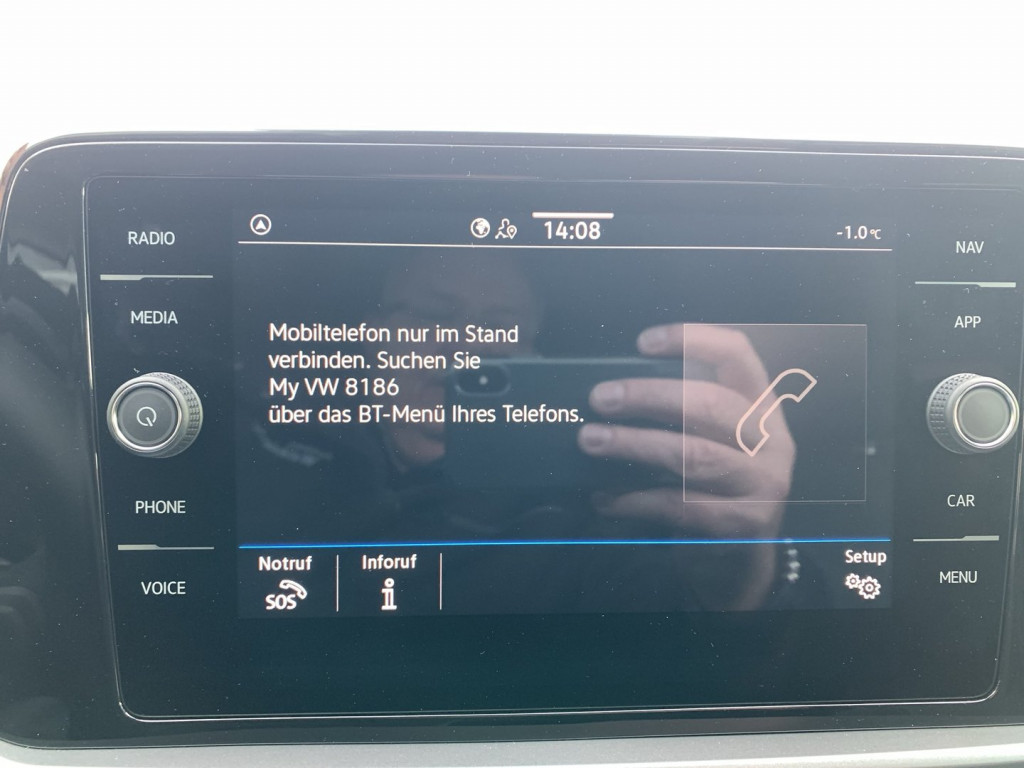 14:08
-1.0°C
RADIO
MEDIA
PHONE
VOICE
Mobiltelefon nur im Stand
verbinden. Suchen Sie
My VW 8186
über das BT-Menü Ihres Telefons.
NAV
APP
CAR
MENU
Notruf
SOS
Inforuf
Setup